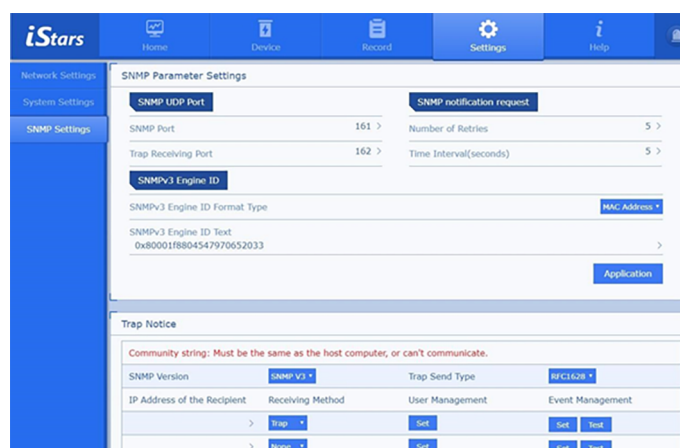 iStars
Home Device Record Settings Help
Network Settings
System Settings
SNMP Settings
SNMP Parameter Settings
SNMP UDP Port SNMP notification request
SNMP Port 161 > Number of Retries 5 >
Trap Receiving Port 162 > Time Interval(seconds) 5 >
SNMPv3 Engine ID
SNMPv3 Engine ID Format Type MAC Address
SNMPv3 Engine ID Text
0x80001f8804547970652033 >
Application
Trap Notice
Community string: Must be the same as the host computer, or can't communicate.
SNMP Version SNMP V3 Trap Send Type RFC1628
IP Address of the Recipient Receiving Method User Management Event Management
> Trap Set Set Test
> None Set Set Test